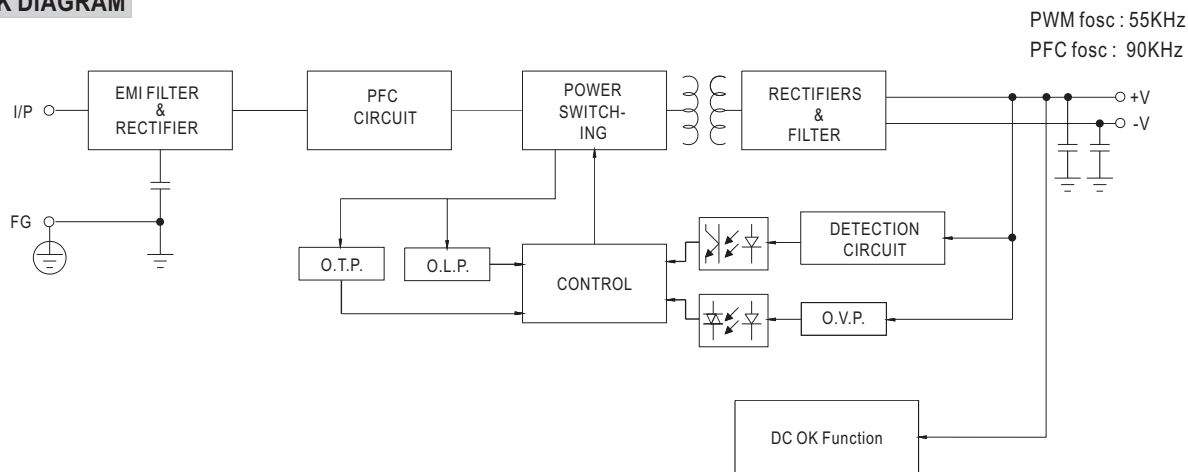 K DIAGRAM
PWM fosc : 55KHz
PFC fosc : 90KHz
I/P
EMI FILTER
&
RECTIFIER
PFC
CIRCUIT
POWER
SWITCH-
ING
RECTIFIERS
&
FILTER
+V
-V
FG
O.T.P.
O.L.P.
CONTROL
DETECTION
CIRCUIT
O.V.P.
DC OK Function